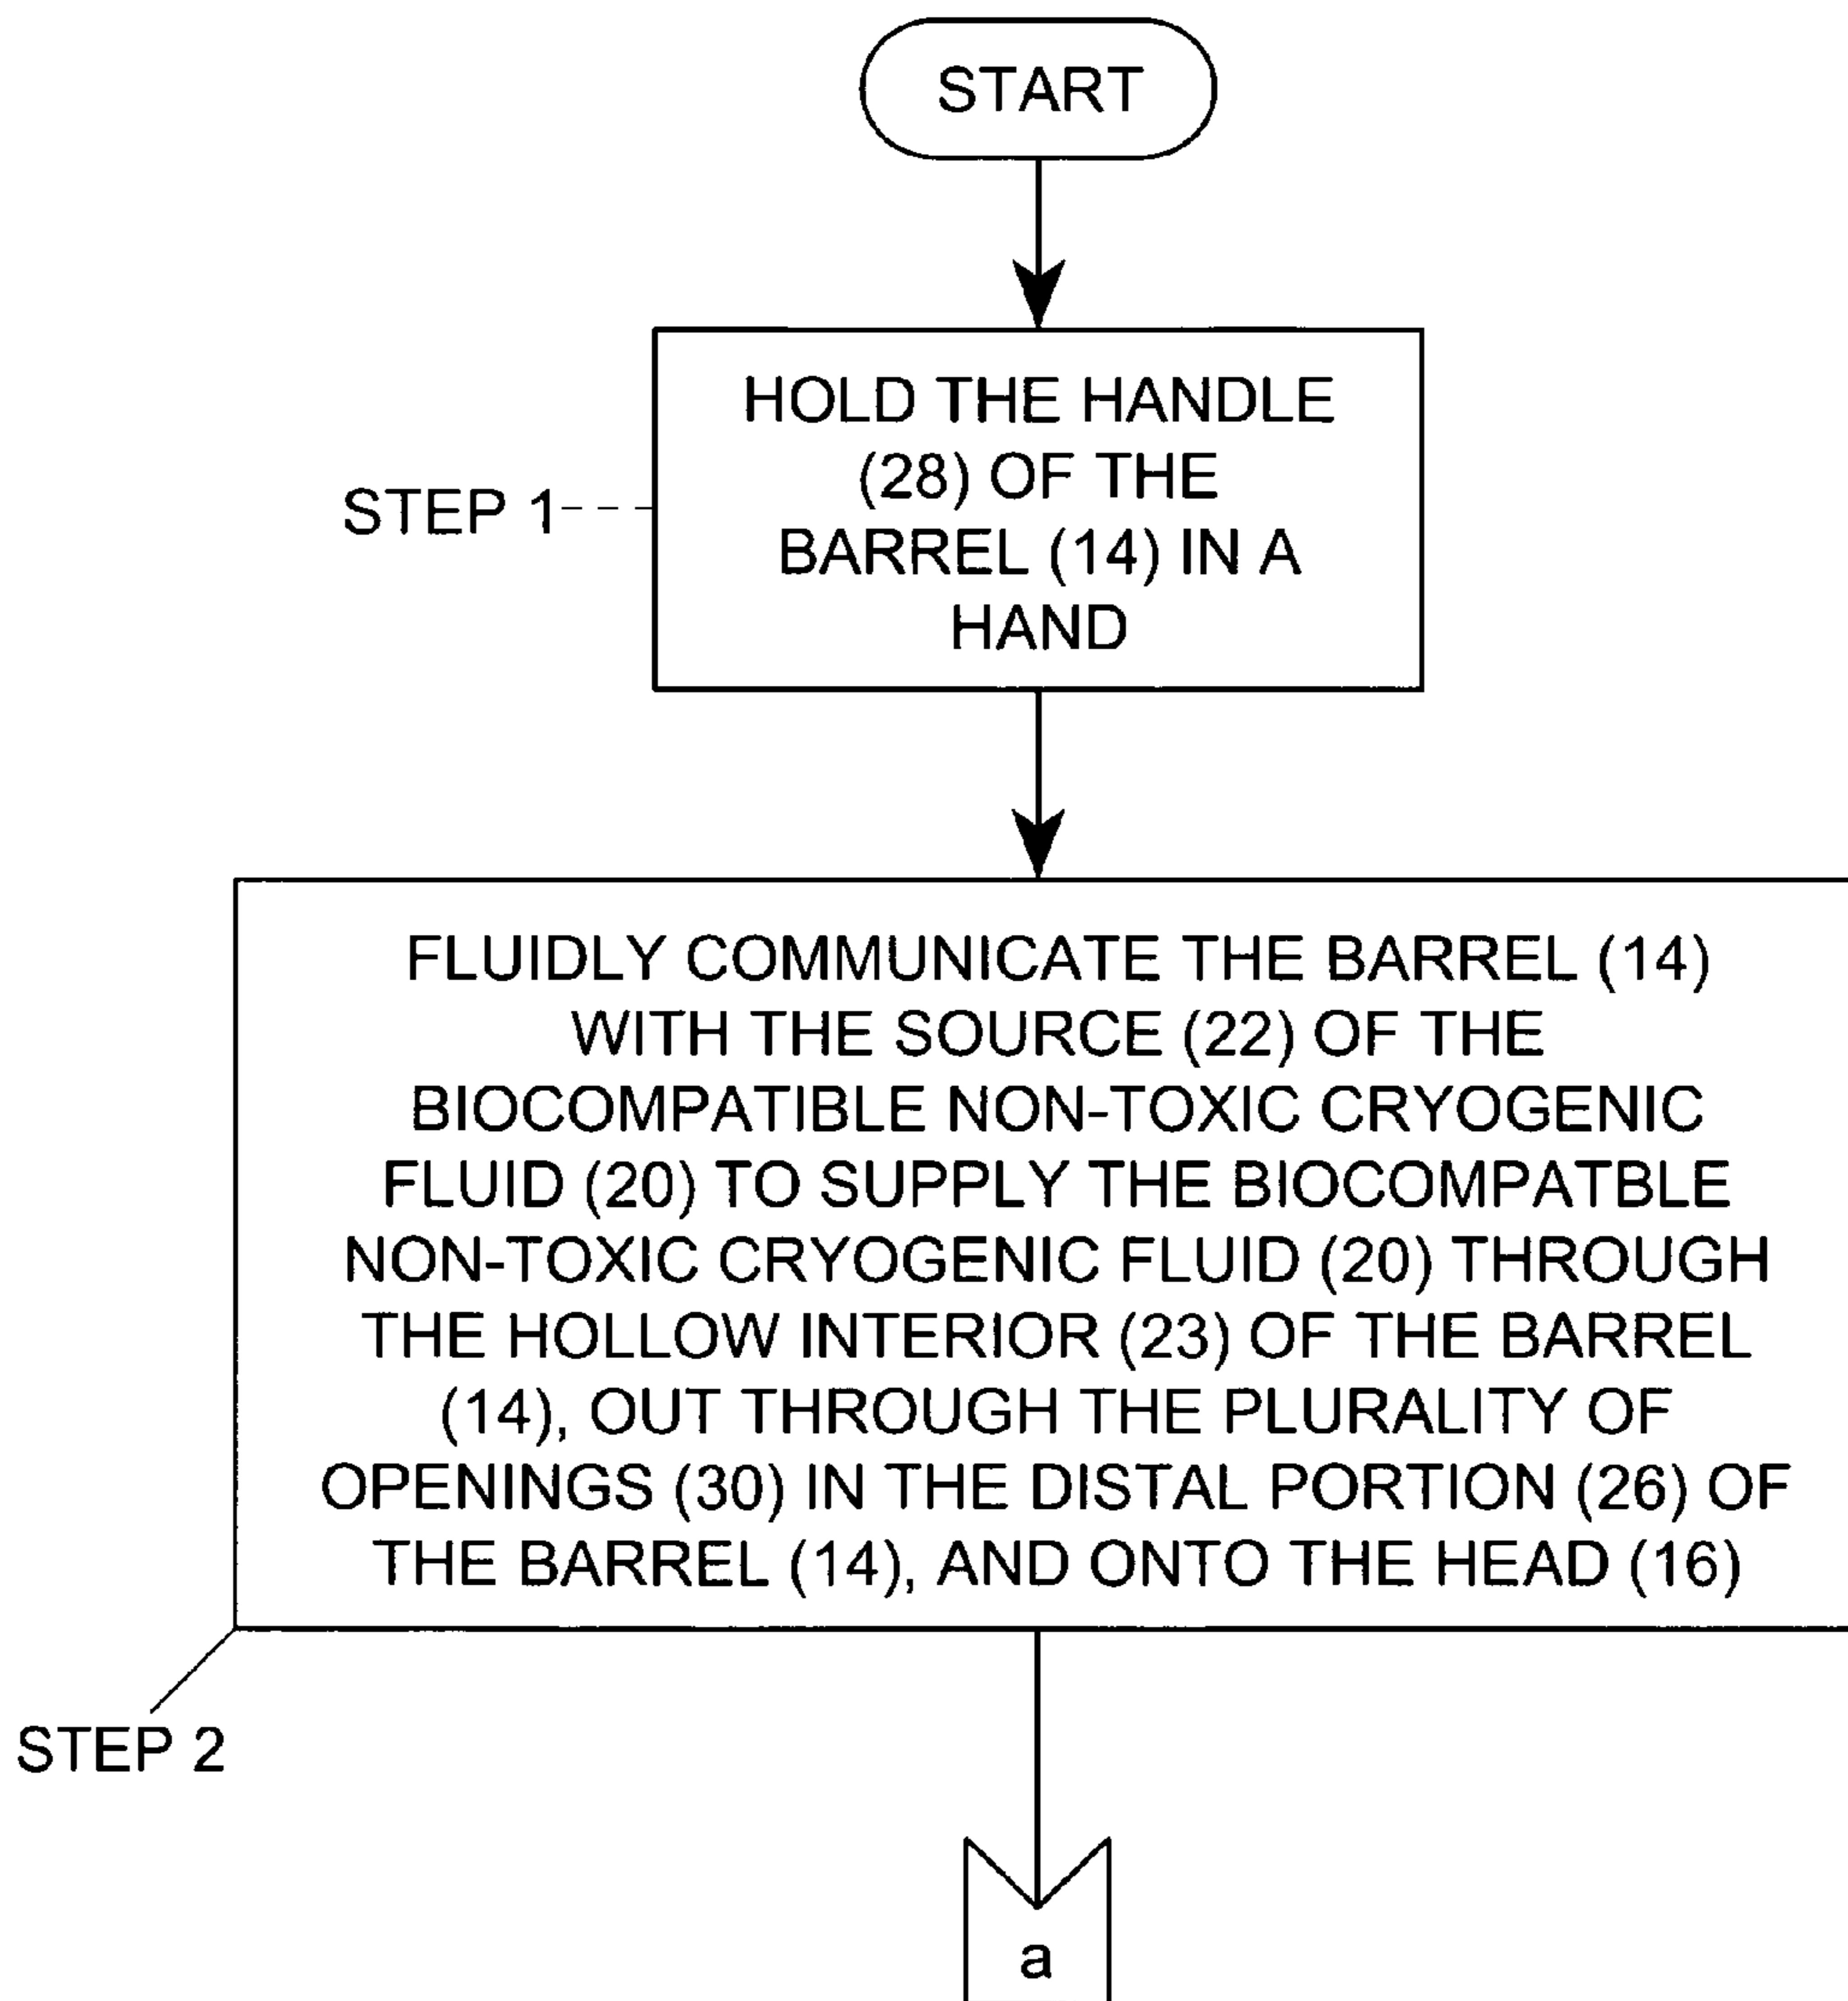 START
HOLD THE HANDLE
(28) OF THE
BARREL (14) IN A
HAND
STEP 1
FLUIDLY COMMUNICATE THE BARREL (14)
WITH THE SOURCE (22) OF THE
BIOCOMPATIBLE NON-TOXIC CRYOGENIC
FLUID (20) TO SUPPLY THE BIOCOMPATBLE
NON-TOXIC CRYOGENIC FLUID (20) THROUGH
THE HOLLOW INTERIOR (23) OF THE BARREL
(14), OUT THROUGH THE PLURALITY OF
OPENINGS (30) IN THE DISTAL PORTION (26) OF
THE BARREL (14), AND ONTO THE HEAD (16)
STEP 2
a